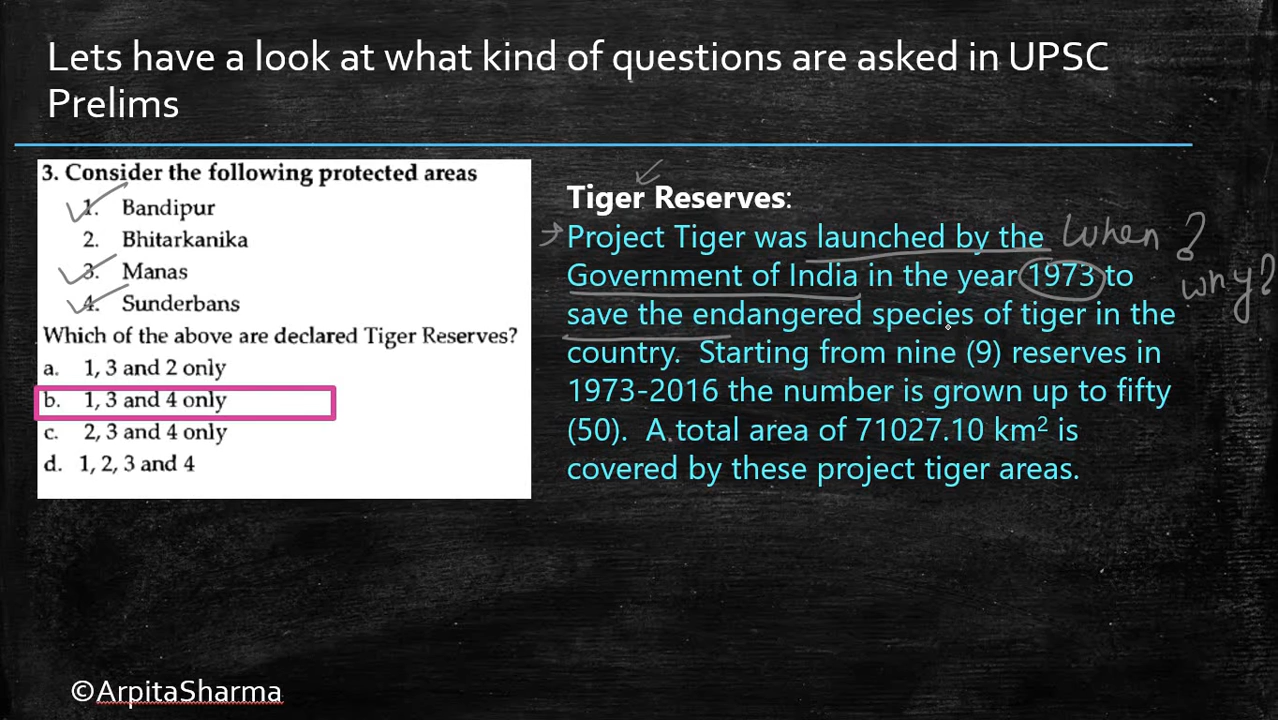 Lets have a look at what kind of questions are asked in UPSC
Prelims
3. Consider the following protected areas
1. Bandipur
2. Bhitarkanika
3. Manas
4. Sunderbans
Which of the above are declared Tiger Reserves?
a. 1, 3 and 2 only
b. 1, 3 and 4 only
c. 2, 3 and 4 only
d. 1, 2, 3 and 4
Tiger Reserves:
Project Tiger was launched by the
Government of India in the year 1973 to
save the endangered species of tiger in the
country. Starting from nine (9) reserves in
1973-2016 the number is grown up to fifty
(50). A total area of 71027.10 km² is
covered by these project tiger areas.
When ?
why?
©ArpitaSharma